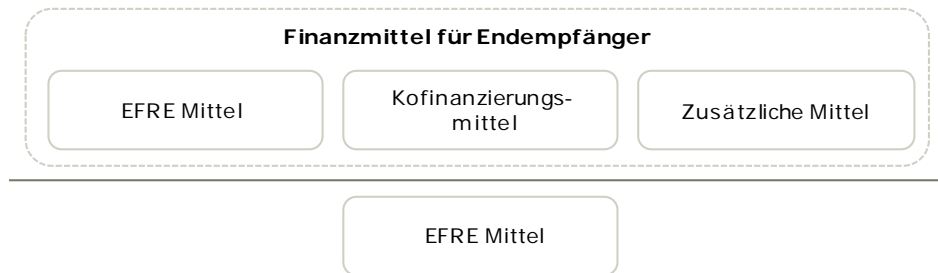 Finanzmittel für Endempfänger
EFRE Mittel
Kofinanzierungs-
mittel
Zusätzliche Mittel
EFRE Mittel